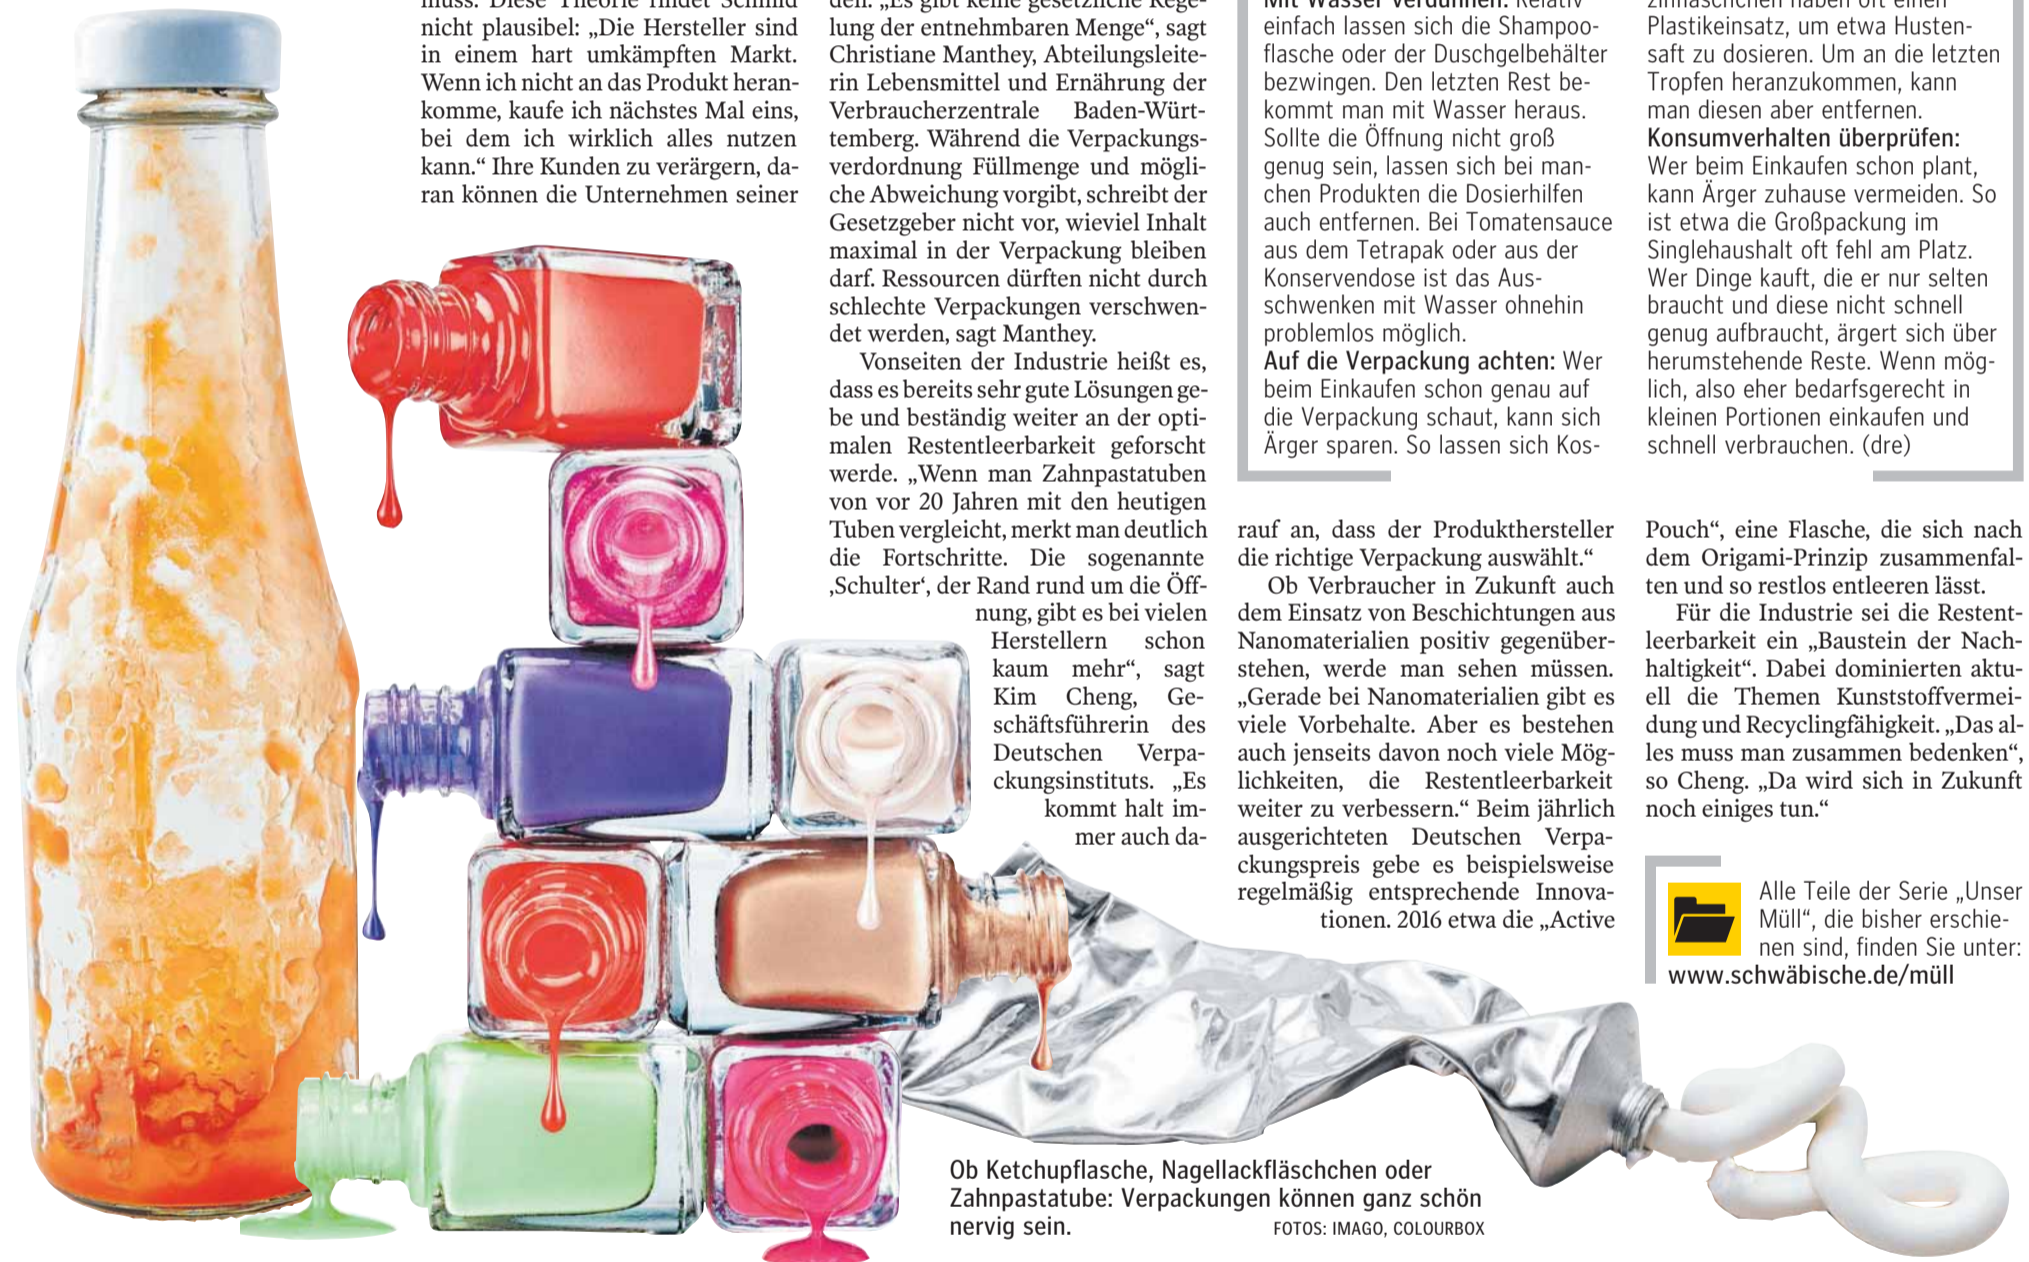 muss. Diese Theorie findet Schmid
nicht plausibel: „Die Hersteller sind
in einem hart umkämpften Markt.
Wenn ich nicht an das Produkt heran-
komme, kaufe ich nächstes Mal eins,
bei dem ich wirklich alles nutzen
kann.“ Ihre Kunden zu verärgern, da-
ran können die Unternehmen seiner
den. „Es gibt keine gesetzliche Rege-
lung der entnehmbaren Menge“, sagt
Christiane Manthey, Abteilungsleite-
rin Lebensmittel und Ernährung der
Verbraucherzentrale Baden-Würt-
temberg. Während die Verpackungs-
verdordnung Füllmenge und mögli-
che Abweichung vorgibt, schreibt der
Gesetzgeber nicht vor, wieviel Inhalt
maximal in der Verpackung bleiben
darf. Ressourcen dürften nicht durch
schlechte Verpackungen verschwen-
det werden, sagt Manthey.
Vonseiten der Industrie heißt es,
dass es bereits sehr gute Lösungen ge-
be und beständig weiter an der opti-
malen Restentleerbarkeit geforscht
werde. „Wenn man Zahnpastatuben
von vor 20 Jahren mit den heutigen
Tuben vergleicht, merkt man deutlich
die Fortschritte. Die sogenannte
‚Schulter‘, der Rand rund um die Öff-
nung, gibt es bei vielen
Herstellern schon
kaum mehr“, sagt
Kim Cheng, Ge-
schäftsführerin des
Deutschen Verpa-
ckungsinstituts. „Es
kommt halt im-
mer auch da-
Mit Wasser verdünnen: Relativ
einfach lassen sich die Shampoo-
flasche oder der Duschgelbehälter
bezwingen. Den letzten Rest be-
kommt man mit Wasser heraus.
Sollte die Öffnung nicht groß
genug sein, lassen sich bei man-
chen Produkten die Dosierhilfen
auch entfernen. Bei Tomatensauce
aus dem Tetrapak oder aus der
Konservendose ist das Aus-
schwenken mit Wasser ohnehin
problemlos möglich.
Auf die Verpackung achten: Wer
beim Einkaufen schon genau auf
die Verpackung schaut, kann sich
Ärger sparen. So lassen sich Kos-
haben oft einen
Plastikeinsatz, um etwa Husten-
saft zu dosieren. Um an die letzten
Tropfen heranzukommen, kann
man diesen aber entfernen.
Konsumverhalten überprüfen:
Wer beim Einkaufen schon plant,
kann Ärger zuhause vermeiden. So
ist etwa die Großpackung im
Singlehaushalt oft fehl am Platz.
Wer Dinge kauft, die er nur selten
braucht und diese nicht schnell
genug aufbraucht, ärgert sich über
herumstehende Reste. Wenn mög-
lich, also eher bedarfsgerecht in
kleinen Portionen einkaufen und
schnell verbrauchen. (dre)
rauf an, dass der Produkthersteller
die richtige Verpackung auswählt.“
Ob Verbraucher in Zukunft auch
dem Einsatz von Beschichtungen aus
Nanomaterialien positiv gegenüber-
stehen, werde man sehen müssen.
„Gerade bei Nanomaterialien gibt es
viele Vorbehalte. Aber es bestehen
auch jenseits davon noch viele Mög-
lichkeiten, die Restentleerbarkeit
weiter zu verbessern.“ Beim jährlich
ausgerichteten Deutschen Verpa-
ckungspreis gebe es beispielsweise
regelmäßig entsprechende Innova-
tionen. 2016 etwa die „Active
Pouch“, eine Flasche, die sich nach
dem Origami-Prinzip zusammenfal-
ten und so restlos entleeren lässt.
Für die Industrie sei die Restent-
leerbarkeit ein „Baustein der Nach-
haltigkeit“. Dabei dominierten aktu-
ell die Themen Kunststoffvermei-
dung und Recyclingfähigkeit. „Das al-
les muss man zusammen bedenken“,
so Cheng. „Da wird sich in Zukunft
noch einiges tun.“
Alle Teile der Serie „Unser
Müll“, die bisher erschie-
nen sind, finden Sie unter:
www.schwäbische.de/müll
Ob Ketchupflasche, Nagellackfläschchen oder
Zahnpastatube: Verpackungen können ganz schön
nervig sein.
FOTOS: IMAGO, COLOURBOX